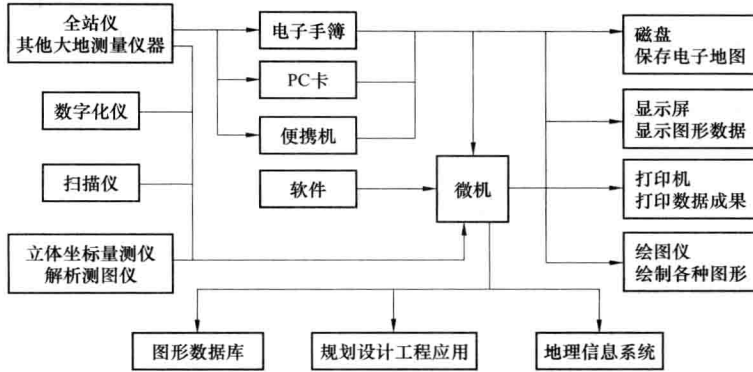 全站仪
其他大地测量仪器
电子手簿
磁盘
保存电子地图
PC卡
数字化仪
显示屏
显示图形数据
便携机
扫描仪
软件
微机
打印机
打印数据成果
立体坐标量测仪
解析测图仪
绘图仪
绘制各种图形
图形数据库
规划设计工程应用
地理信息系统